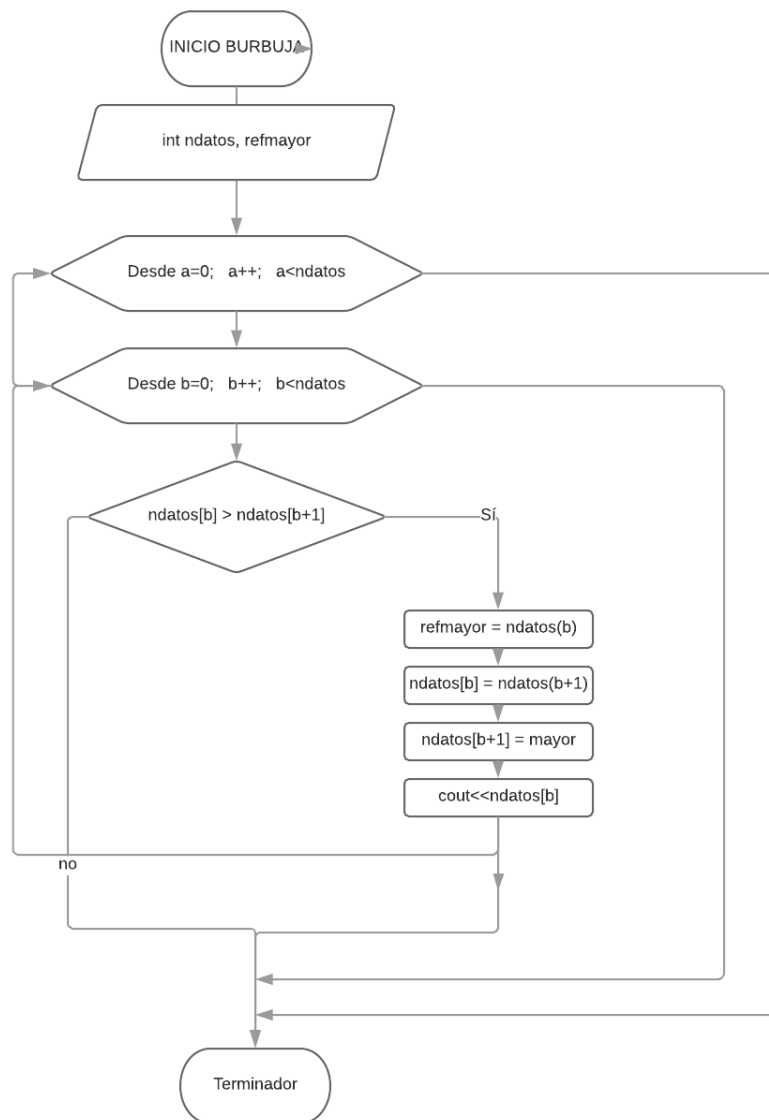 INICIO BURBUJA
int ndatos, refmayor
Desde a=0; a++; a<ndatos
Desde b=0; b++; b<ndatos
ndatos[b] > ndatos[b+1]
Sí
refmayor = ndatos(b)
ndatos[b] = ndatos(b+1)
ndatos[b+1] = mayor
cout<<ndatos[b]
no
Terminador